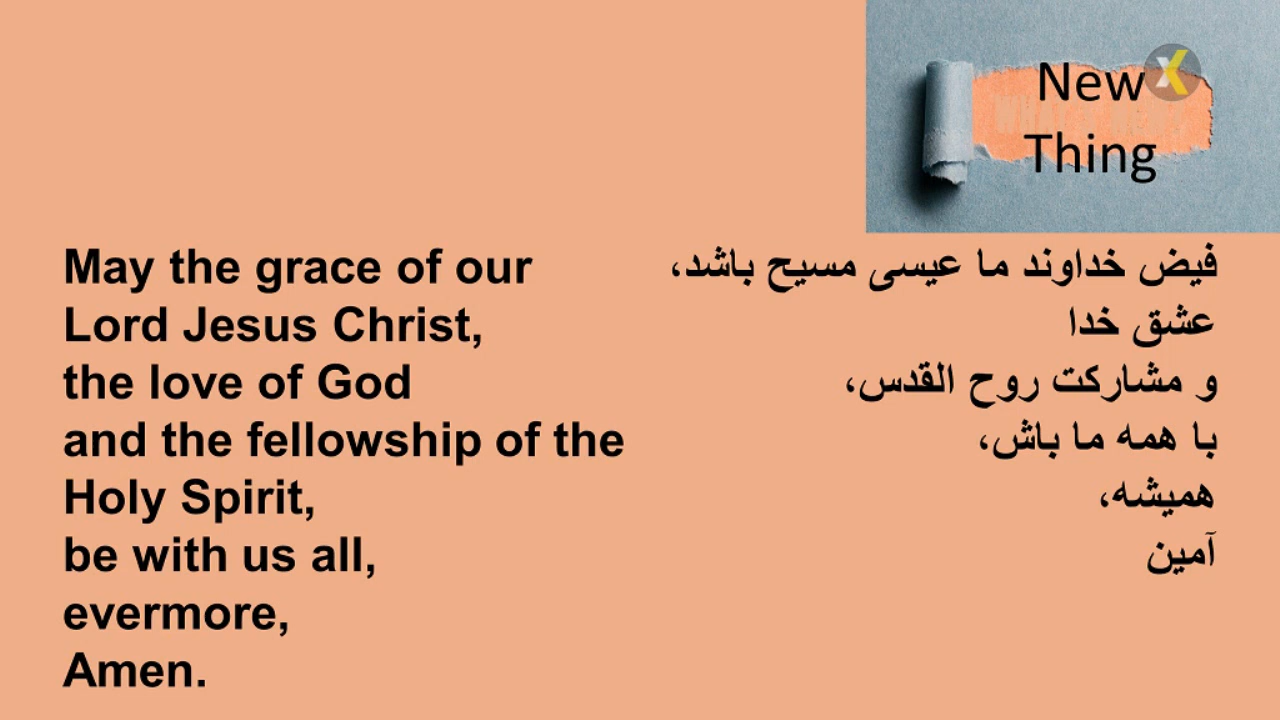 New
Thing
May the grace of our
Lord Jesus Christ,
the love of God
and the fellowship of the
Holy Spirit,
be with us all,
evermore,
Amen.
فیض خداوند ما عیسی مسیح باشد،
عشق خدا
و مشارکت روح القدس،
با همه ما باش،
همیشه،
آمین